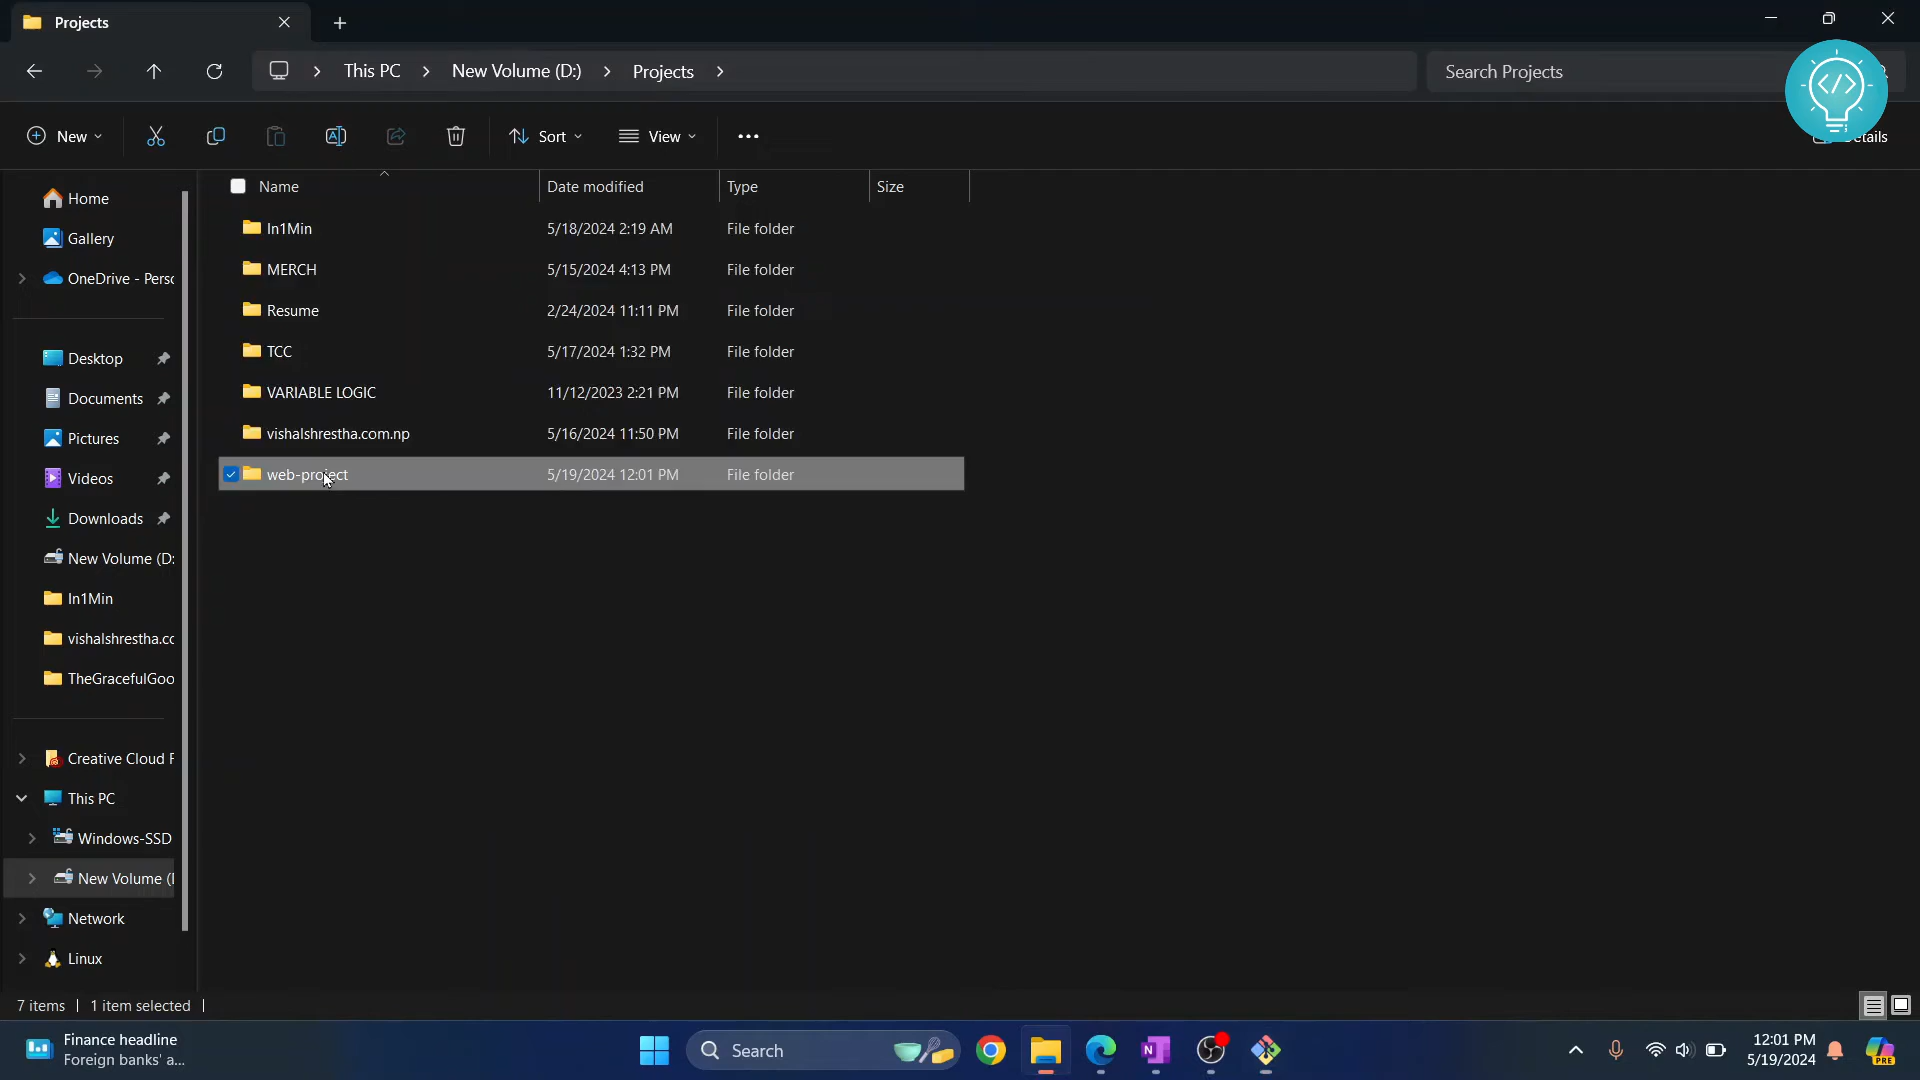 Projects
This PC
New Volume (D:)
Projects
Search Projects
New
Sort
View
</>
Name
Date modified
Type
Size
Home
Gallery
OneDrive - Persc
Desktop
Documents
Pictures
Videos
Downloads
New Volume (D:
In1Min
vishalshrestha.cc
TheGracefulGoo
Creative Cloud F
This PC
Windows-SSD
New Volume (I
Network
Linux
In1Min 5/18/2024 2:19 AM File folder
MERCH 5/15/2024 4:13 PM File folder
Resume 2/24/2024 11:11 PM File folder
TCC 5/17/2024 1:32 PM File folder
VARIABLE LOGIC 11/12/2023 2:21 PM File folder
vishalshrestha.com.np 5/16/2024 11:50 PM File folder
web-project 5/19/2024 12:01 PM File folder
7 items
1 item selected
Finance headline
Foreign banks' a...
Search
N
12:01 PM
5/19/2024
PRE